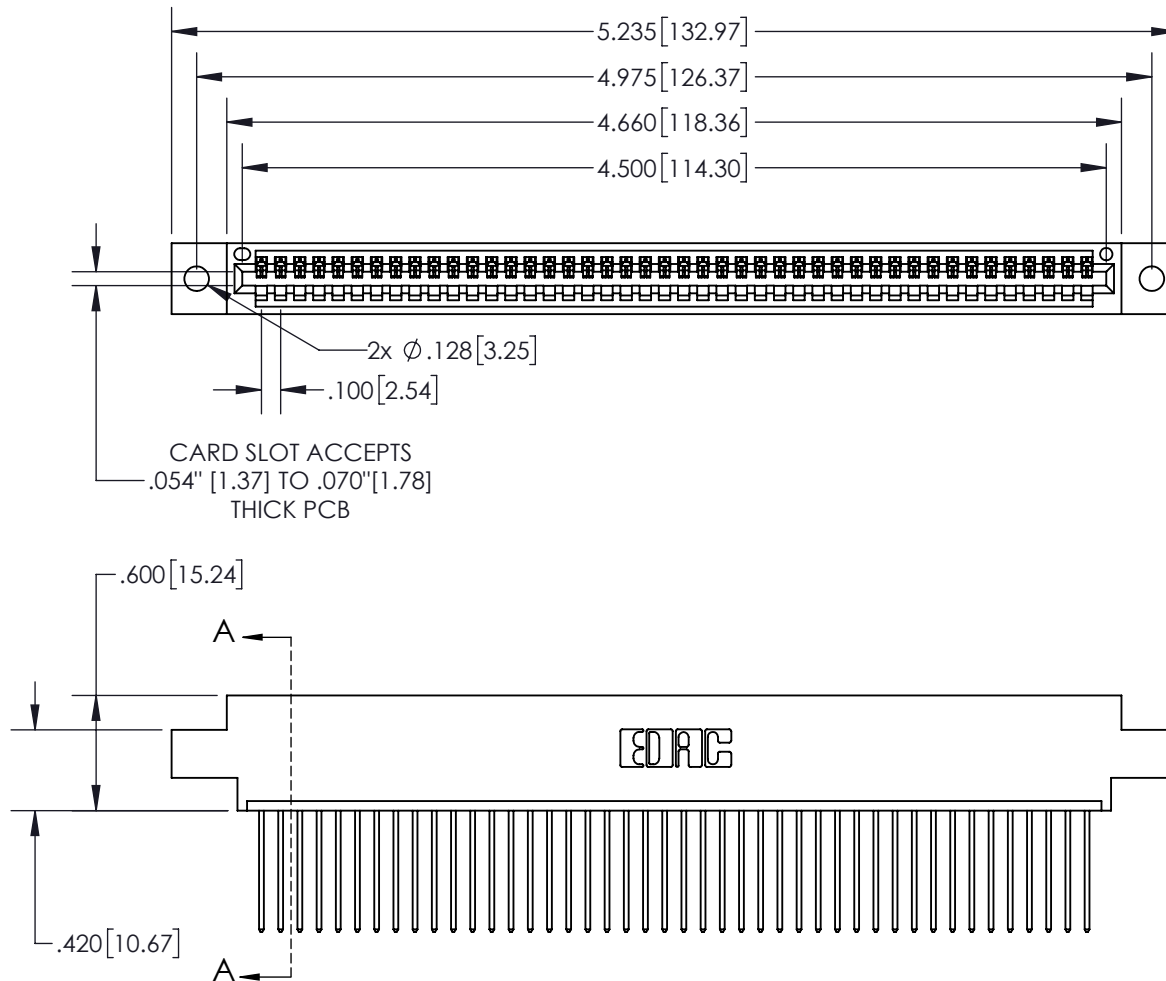 5.235[132.97]
4.975[126.37]
4.660[118.36]
4.500[114.30]
2x Ø.128[3.25]
.100[2.54]
CARD SLOT ACCEPTS
.054" [1.37] TO .070"[1.78]
THICK PCB
.600[15.24]
A
EDAC
.420[10.67]
A